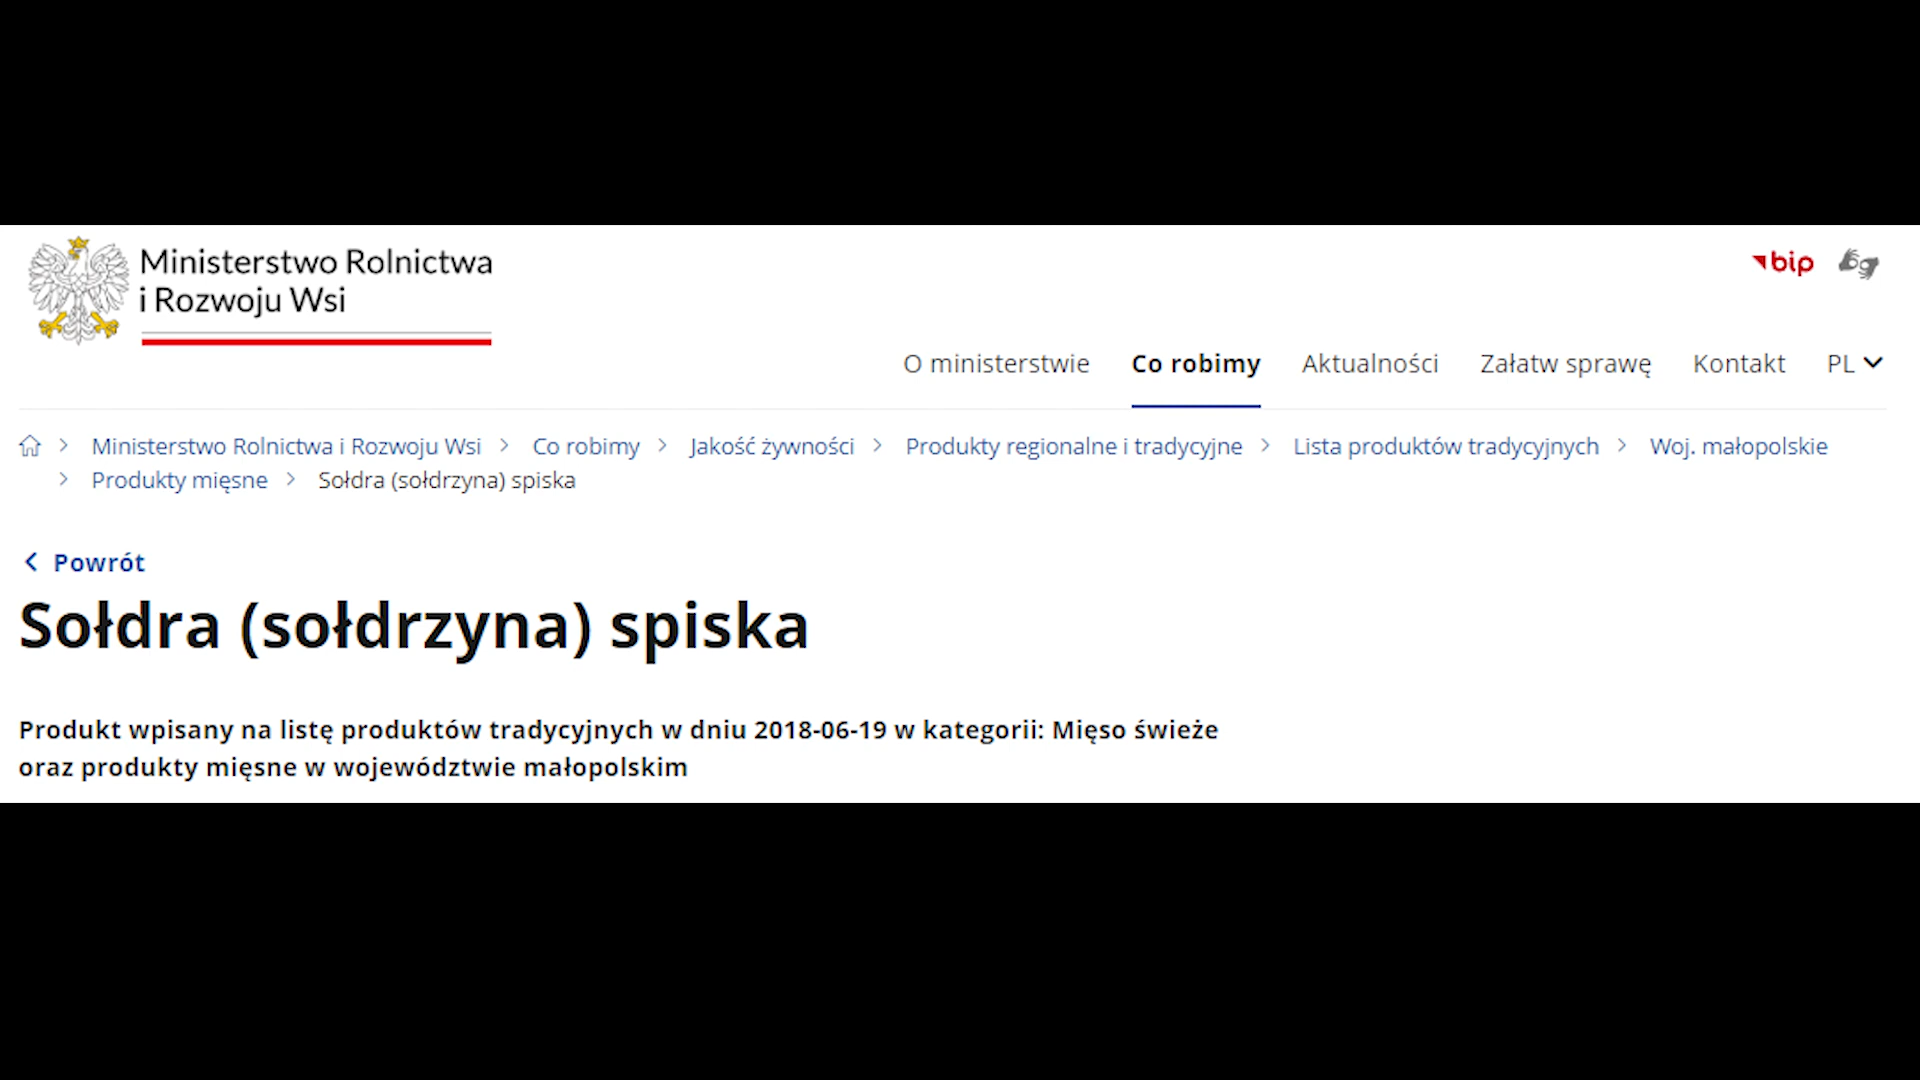 Ministerstwo Rolnictwa
i Rozwoju Wsi
bip
O ministerstwie Co robimy Aktualności Załatw sprawę Kontakt PL
Ministerstwo Rolnictwa i Rozwoju Wsi > Co robimy > Jakość żywności > Produkty regionalne i tradycyjne > Lista produktów tradycyjnych > Woj. małopolskie
> Produkty mięsne > Sołdra (sołdrzyna) spiska
Powrót
Sołdra (sołdrzyna) spiska
Produkt wpisany na listę produktów tradycyjnych w dniu 2018-06-19 w kategorii: Mięso świeże
oraz produkty mięsne w województwie małopolskim